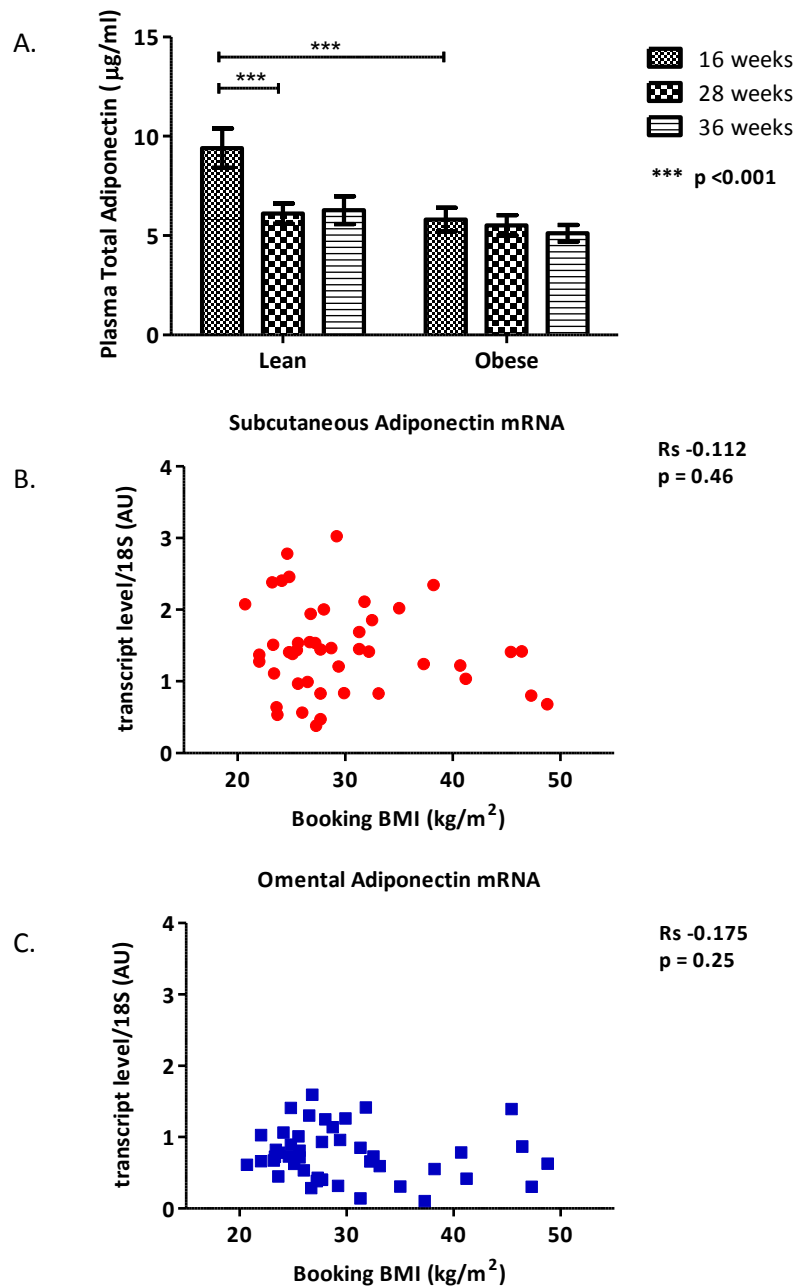 A.
Plasma Total Adiponectin ( µg/ml)
15
10
5
0
***
***
Lean
Obese
16 weeks
28 weeks
36 weeks
*** p <0.001
Subcutaneous Adiponectin mRNA
B.
Rs -0.112
p = 0.46
transcript level/18S (AU)
4
3
2
1
0
20 30 40 50
Booking BMI (kg/m²)
Omental Adiponectin mRNA
C.
Rs -0.175
p = 0.25
transcript level/18S (AU)
4
3
2
1
0
20 30 40 50
Booking BMI (kg/m²)